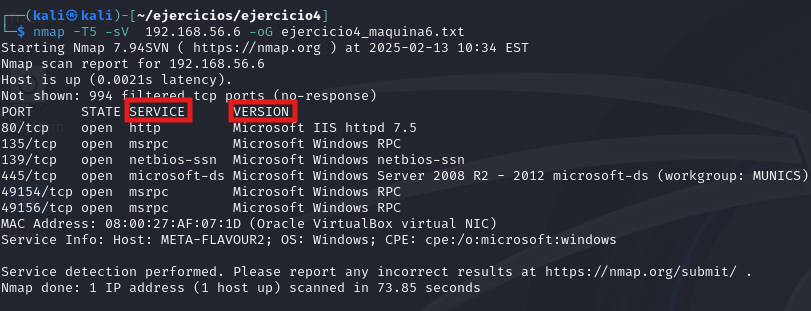 ┌──(kali㉿kali)-[~/ejercicios/ejercicio4]
└─$ nmap -T5 -sV  192.168.56.6 -oG ejercicio4_maquina6.txt
Starting Nmap 7.94SVN ( https://nmap.org ) at 2025-02-13 10:34 EST
Nmap scan report for 192.168.56.6
Host is up (0.0021s latency).
Not shown: 994 filtered tcp ports (no-response)
PORT      STATE SERVICE      VERSION
80/tcp    open  http         Microsoft IIS httpd 7.5
135/tcp   open  msrpc        Microsoft Windows RPC
139/tcp   open  netbios-ssn  Microsoft Windows netbios-ssn
445/tcp   open  microsoft-ds Microsoft Windows Server 2008 R2 - 2012 microsoft-ds (workgroup: MUNICS)
49154/tcp open  msrpc        Microsoft Windows RPC
49156/tcp open  msrpc        Microsoft Windows RPC
MAC Address: 08:00:27:AF:07:1D (Oracle VirtualBox virtual NIC)
Service Info: Host: META-FLAVOUR2; OS: Windows; CPE: cpe:/o:microsoft:windows
Service detection performed. Please report any incorrect results at https://nmap.org/submit/ .
Nmap done: 1 IP address (1 host up) scanned in 73.85 seconds